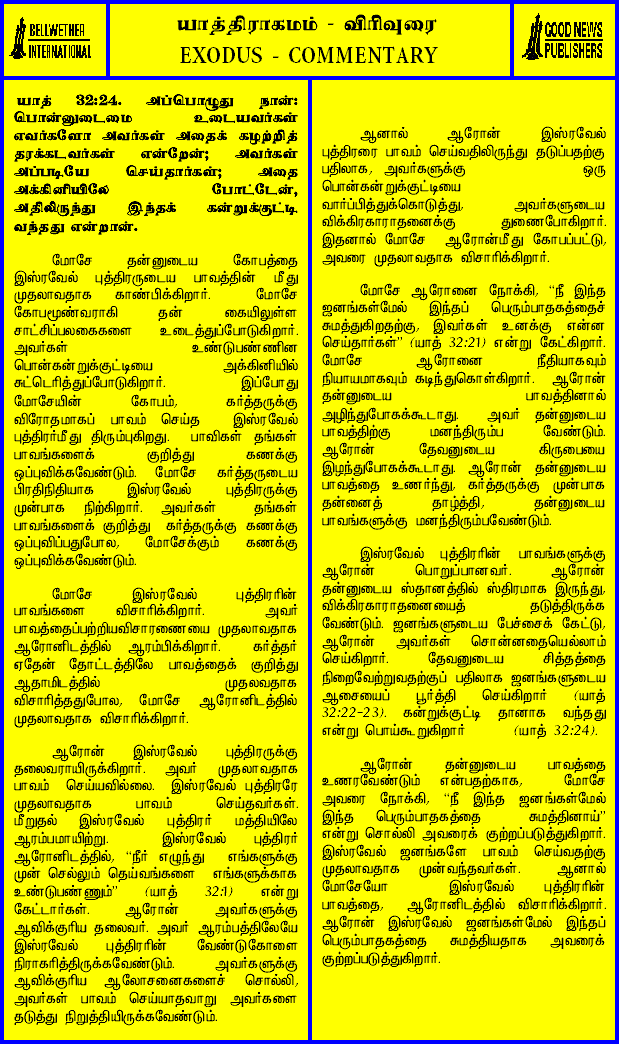 BELLWETHER
INTERNATIONAL
யாத்திராகமம் - விரிவுரை
EXODUS - COMMENTARY
GOOD NEWS
PUBLISHERS
யாத் 32:24. அப்பொழுது நான்:
பொன்னுடைமை உடையவர்கள்
எவர்களோ அவர்கள் அதைக் கழற்றித்
தரக்கடவர்கள் என்றேன்; அவர்கள்
அப்படியே செய்தார்கள்; அதை
அக்கினியிலே போட்டேன்,
அதிலிருந்து இந்தக் கன்றுக்குட்டி
வந்தது என்றான்.
மோசே தன்னுடைய கோபத்தை
இஸ்ரவேல் புத்திரருடைய பாவத்தின் மீது
முதலாவதாக காண்பிக்கிறார். மோசே
கோபமூண்டவராகி தன் கையிலுள்ள
சாட்சிப்பலகைகளை உடைத்துப்போடுகிறார்.
அவர்கள் உண்டுபண்ணின
பொன்கன்றுக்குட்டியை அக்கினியில்
சுட்டெரித்துப்போடுகிறார். இப்போது
மோசேயின் கோபம், கர்த்தருக்கு
விரோதமாகப் பாவம் செய்த இஸ்ரவேல்
புத்திரர்மீது திரும்புகிறது. பாவிகள் தங்கள்
பாவங்களைக் குறித்து கணக்கு
ஒப்புவிக்கவேண்டும். மோசே கர்த்தருடைய
பிரதிநிதியாக இஸ்ரவேல் புத்திரருக்கு
முன்பாக நிற்கிறார். அவர்கள் தங்கள்
பாவங்களைக் குறித்து கர்த்தருக்கு கணக்கு
ஒப்புவிப்பதுபோல, மோசேக்கும் கணக்கு
ஒப்புவிக்கவேண்டும்.
மோசே இஸ்ரவேல் புத்திரரின்
பாவங்களை விசாரிக்கிறார். அவர்
பாவத்தைப்பற்றியவிசாரணையை முதலாவதாக
ஆரோனிடத்தில் ஆரம்பிக்கிறார். கர்த்தர்
ஏதேன் தோட்டத்திலே பாவத்தைக் குறித்து
ஆதாமிடத்தில் முதலவதாக
விசாரித்ததுபோல, மோசே ஆரோனிடத்தில்
முதலாவதாக விசாரிக்கிறார்.
ஆரோன் இஸ்ரவேல் புத்திரருக்கு
தலைவராயிருக்கிறார். அவர் முதலாவதாக
பாவம் செய்யவில்லை. இஸ்ரவேல் புத்திரரே
முதலாவதாக பாவம் செய்தவர்கள்.
மீறுதல் இஸ்ரவேல் புத்திரர் மத்தியிலே
ஆரம்பமாயிற்று. இஸ்ரவேல் புத்திரர்
ஆரோனிடத்தில், "நீர் எழுந்து எங்களுக்கு
முன் செல்லும் தெய்வங்களை எங்களுக்காக
உண்டுபண்ணும்" (யாத் 32:1) என்று
கேட்டார்கள். ஆரோன் அவர்களுக்கு
ஆவிக்குரிய தலைவர். அவர் ஆரம்பத்திலேயே
இஸ்ரவேல் புத்திரரின் வேண்டுகோளை
நிராகரித்திருக்கவேண்டும். அவர்களுக்கு
ஆவிக்குரிய ஆலோசனைகளைச் சொல்லி,
அவர்கள் பாவம் செய்யாதவாறு அவர்களை
தடுத்து நிறுத்தியிருக்கவேண்டும்.
ஆனால் ஆரோன் இஸ்ரவேல்
புத்திரரை பாவம் செய்வதிலிருந்து தடுப்பதற்கு
பதிலாக, அவர்களுக்கு ஒரு
பொன்கன்றுக்குட்டியை
வார்ப்பித்துக்கொடுத்து, அவர்களுடைய
விக்கிரகாராதனைக்கு துணைபோகிறார்.
இதனால் மோசே ஆரோன்மீது கோபப்பட்டு,
அவரை முதலாவதாக விசாரிக்கிறார்.
மோசே ஆரோனை நோக்கி, "நீ இந்த
ஜனங்கள்மேல் இந்தப் பெரும்பாதகத்தைச்
சுமத்துகிறதற்கு, இவர்கள் உனக்கு என்ன
செய்தார்கள்" (யாத் 32:21) என்று கேட்கிறார்.
மோசே ஆரோனை நீதியாகவும்
நியாயமாகவும் கடிந்துகொள்கிறார். ஆரோன்
தன்னுடைய பாவத்தினால்
அழிந்துபோகக்கூடாது. அவர் தன்னுடைய
பாவத்திற்கு மனந்திரும்ப வேண்டும்.
ஆரோன் தேவனுடைய கிருபையை
இழந்துபோகக்கூடாது. ஆரோன் தன்னுடைய
பாவத்தை உணர்ந்து, கர்த்தருக்கு முன்பாக
தன்னைத் தாழ்த்தி, தன்னுடைய
பாவங்களுக்கு மனந்திரும்பவேண்டும்.
இஸ்ரவேல் புத்திரரின் பாவங்களுக்கு
ஆரோன் பொறுப்பானவர். ஆரோன்
தன்னுடைய ஸ்தானத்தில் ஸ்திரமாக இருந்து,
விக்கிரகாராதனையைத் தடுத்திருக்க
வேண்டும். ஜனங்களுடைய பேச்சைக் கேட்டு,
ஆரோன் அவர்கள் சொன்னதையெல்லாம்
செய்கிறார். தேவனுடைய சித்தத்தை
நிறைவேற்றுவதற்குப் பதிலாக ஜனங்களுடைய
ஆசையைப் பூர்த்தி செய்கிறார் (யாத்
32:22-23). கன்றுக்குட்டி தானாக வந்தது
என்று பொய்கூறுகிறார் (யாத் 32:24).
ஆரோன் தன்னுடைய பாவத்தை
உணரவேண்டும் என்பதற்காக, மோசே
அவரை நோக்கி, "நீ இந்த ஜனங்கள்மேல்
இந்த பெரும்பாதகத்தை சுமத்தினாய்"
என்று சொல்லி அவரைக் குற்றப்படுத்துகிறார்.
இஸ்ரவேல் ஜனங்களே பாவம் செய்வதற்கு
முதலாவதாக முன்வந்தவர்கள். ஆனால்
மோசேயோ இஸ்ரவேல் புத்திரரின்
பாவத்தை, ஆரோனிடத்தில் விசாரிக்கிறார்.
ஆரோன் இஸ்ரவேல் ஜனங்கள்மேல் இந்தப்
பெரும்பாதகத்தை சுமத்தியதாக அவரைக்
குற்றப்படுத்துகிறார்.